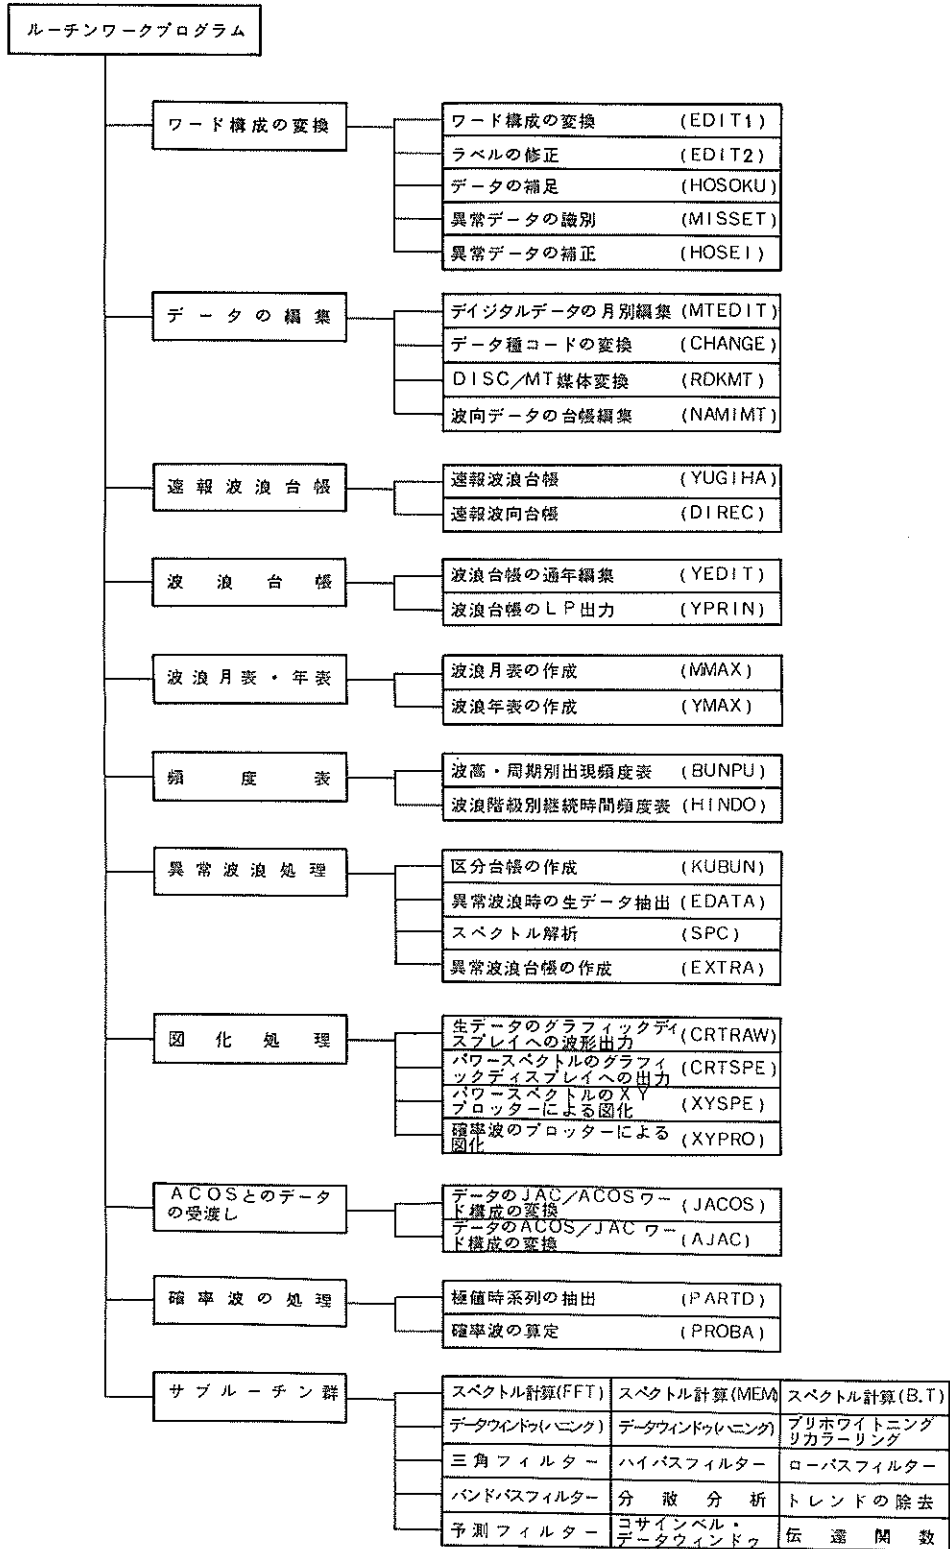 ルーチンワークプログラム
ワード構成の変換
ワード構成の変換 (EDIT1)
ラベルの修正 (EDIT2)
データの補足 (HOSOKU)
異常データの識別 (MISSET)
異常データの補正 (HOSEI)
データの編集
デイジタルデータの月別編集 (MTEDIT)
データ種コードの変換 (CHANGE)
DISC/MT媒体変換 (RDKMT)
波向データの台帳編集 (NAMIMT)
速報波浪台帳
速報波浪台帳 (YUGIHA)
速報波向台帳 (DIREC)
波浪台帳
波浪台帳の通年編集 (YEDIT)
波浪台帳のLP出力 (YPRIN)
波浪月表・年表
波浪月表の作成 (MMAX)
波浪年表の作成 (YMAX)
頻度表
波高・周期別出現頻度表 (BUNPU)
波浪階級別継続時間頻度表 (HINDO)
異常波浪処理
区分台帳の作成 (KUBUN)
異常波浪時の生データ抽出 (EDATA)
スペクトル解析 (SPC)
異常波浪台帳の作成 (EXTRA)
図化処理
生データのグラフィックディ
スプレイへの波形出力 (CRTRAW)
パワースペクトルのグラフィ
ックディスプレイへの出力 (CRTSPE)
パワースペクトルのXY
プロッターによる図化 (XYSPE)
確率波のプロッターによる
図化 (XYPRO)
ACOSとのデータ
の受渡し
データのJAC/ACOSワー
ド構成の変換 (JACOS)
データのACOS/JACワー
ド構成の変換 (AJAC)
確率波の処理
極値時系列の抽出 (PARTD)
確率波の算定 (PROBA)
サブルーチン群
スペクトル計算(FFT) スペクトル計算(MEM) スペクトル計算(B.T)
データウインドゥ(ハニング) データウィンドゥ(ハニング) プリホワイトニング
リカラーリング
三角フィルター ハイパスフィルター ローパスフィルター
バンドパスフィルター 分散分析 トレンドの除去
予測フィルター コサインベル・
データウィンドゥ 伝達関数